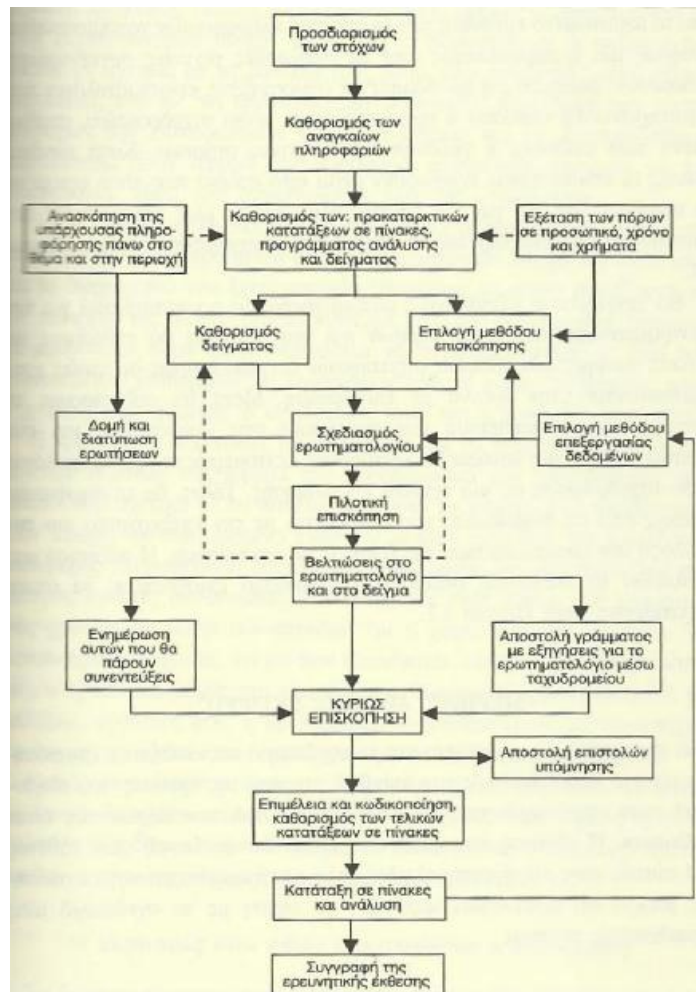 Προσδιορισμός
των στόχων
Καθορισμός των
αναγκαίων
πληροφαριών
Ανασκόπηση της
υπάρχουσας πληρο-
φόρησης πάνω στο
θέμα και στην περιοχή
Καθορισμός των: προκαταρκτικών
κατατάξεων σε πίνακες,
προγράμματος ανάλυσης
και δείγματος
Εξέταση των πόρων
σε προσωπικό, χρόνο
και χρήματα
Καθορισμός
δείγματος
Επιλογή μεθόδου
επισκόπησης
Δομή και
διατύπωση
ερωτήσεων
Σχεδιασμός
ερωτηματολογίου
Επιλογή μεθόδου
επεξεργασίας
δεδομένων
Πιλοτική
επισκόπηση
Βελτιώσεις στο
ερωτηματολόγιο
και στο δείγμα
Ενημέρωση
αυτών που θα
πάρουν
συνεντεύξεις
Αποστολή γράμματος
με εξηγήσεις για το
ερωτηματολόγιο μέσω
ταχυδρομείου
ΚΥΡΙΩΣ
ΕΠΙΣΚΟΠΗΣΗ
Αποστολή επιστολών
υπόμνησης
Επιμέλεια και κωδικοποίηση,
καθορισμός των τελικών
κατατάξεων σε πίνακες
Κατάταξη σε πίνακες
και ανάλυση
Συγγραφή της
ερευνητικής έκθεσης